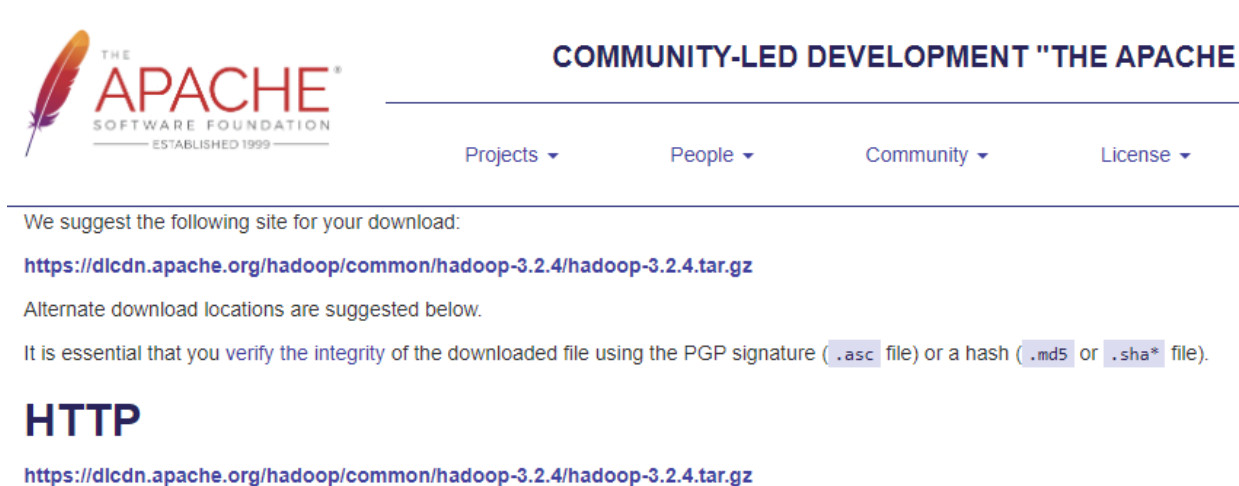 THE
APACHE®
SOFTWARE FOUNDATION
ESTABLISHED 1999
COMMUNITY-LED DEVELOPMENT "THE APACHE
Projects
People
Community
License
We suggest the following site for your download:
https://dlcdn.apache.org/hadoop/common/hadoop-3.2.4/hadoop-3.2.4.tar.gz
Alternate download locations are suggested below.
It is essential that you verify the integrity of the downloaded file using the PGP signature ( .asc file) or a hash ( .md5 or .sha* file).
HTTP
https://dlcdn.apache.org/hadoop/common/hadoop-3.2.4/hadoop-3.2.4.tar.gz